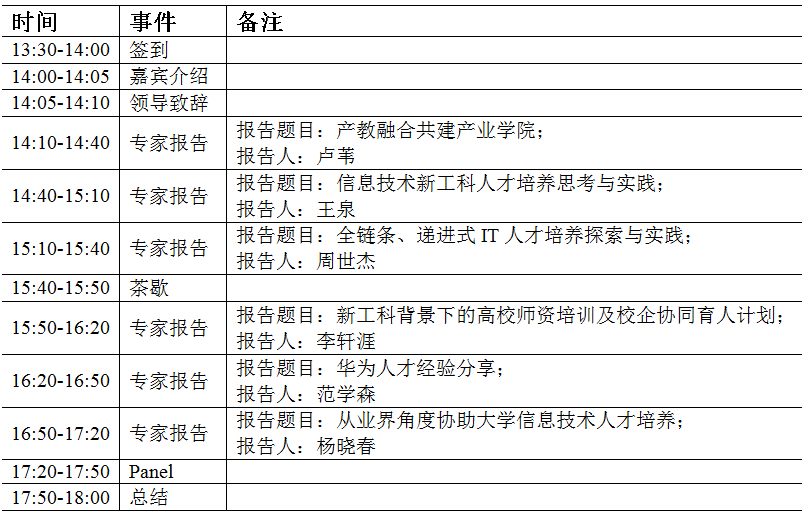 时间 事件 备注
13:30-14:00 签到
14:00-14:05 嘉宾介绍
14:05-14:10 领导致辞
14:10-14:40 专家报告 报告题目：产教融合共建产业学院；
报告人：卢苇
14:40-15:10 专家报告 报告题目：信息技术新工科人才培养思考与实践；
报告人：王泉
15:10-15:40 专家报告 报告题目：全链条、递进式 IT 人才培养探索与实践；
报告人：周世杰
15:40-15:50 茶歇
15:50-16:20 专家报告 报告题目：新工科背景下的高校师资培训及校企协同育人计划；
报告人：李轩涯
16:20-16:50 专家报告 报告题目：华为人才经验分享；
报告人：范学森
16:50-17:20 专家报告 报告题目：从业界角度协助大学信息技术人才培养；
报告人：杨晓春
17:20-17:50 Panel
17:50-18:00 总结